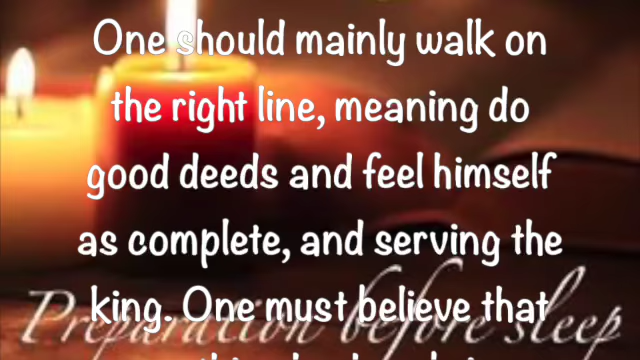 One should mainly walk on
the right line, meaning do
good deeds and feel himself
as complete, and serving the
king. One must believe that
Preparation before sleep